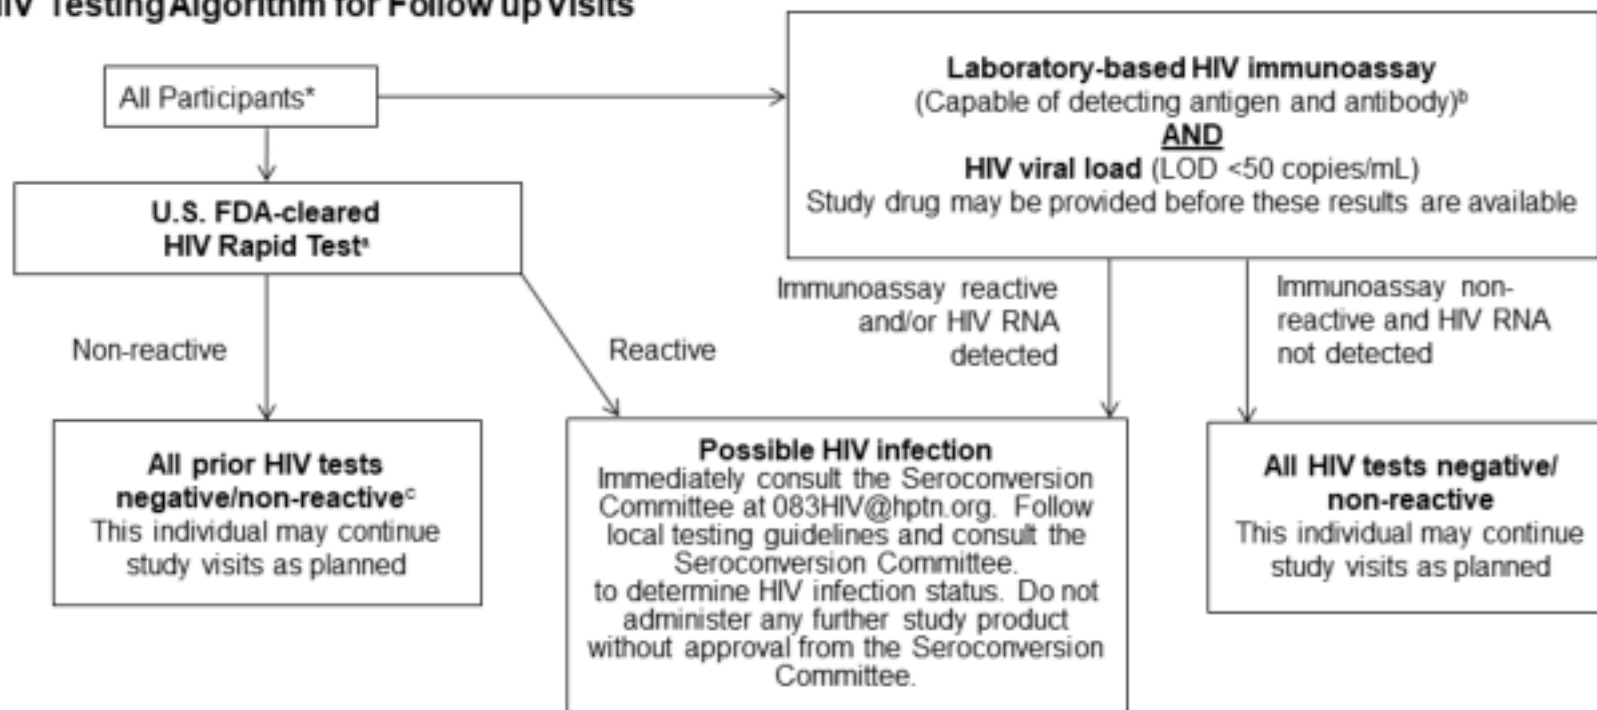 HIV Testing Algorithm for Follow up Visits
All Participants*
U.S. FDA-cleared
HIV Rapid Testᵃ
Laboratory-based HIV immunoassay
(Capable of detecting antigen and antibody)ᵇ
AND
HIV viral load (LOD <50 copies/mL)
Study drug may be provided before these results are available
Non-reactive
Reactive
Immunoassay reactive
and/or HIV RNA
detected
Immunoassay non-
reactive and HIV RNA
not detected
All prior HIV tests
negative/non-reactiveᶜ
This individual may continue
study visits as planned
Possible HIV infection
Immediately consult the Seroconversion
Committee at 083HIV@hptn.org. Follow
local testing guidelines and consult the
Seroconversion Committee.
to determine HIV infection status. Do not
administer any further study product
without approval from the Seroconversion
Committee.
All HIV tests negative/
non-reactive
This individual may continue
study visits as planned